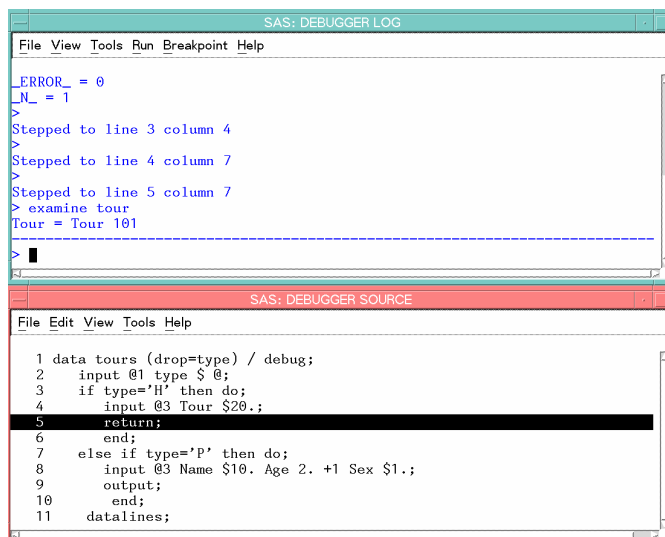 SAS: DEBUGGER LOG
File View Tools Run Breakpoint Help
_ERROR_ = 0
_N_ = 1
>
Stepped to line 3 column 4
>
Stepped to line 4 column 7
>
Stepped to line 5 column 7
> examine tour
Tour = Tour 101
>
SAS: DEBUGGER SOURCE
File Edit View Tools Help
1 data tours (drop=type) / debug;
2 input @1 type $ @;
3 if type='H' then do;
4 input @3 Tour $20.;
5 return;
6 end;
7 else if type='P' then do;
8 input @3 Name $10. Age 2. +1 Sex $1.;
9 output;
10 end;
11 datalines;